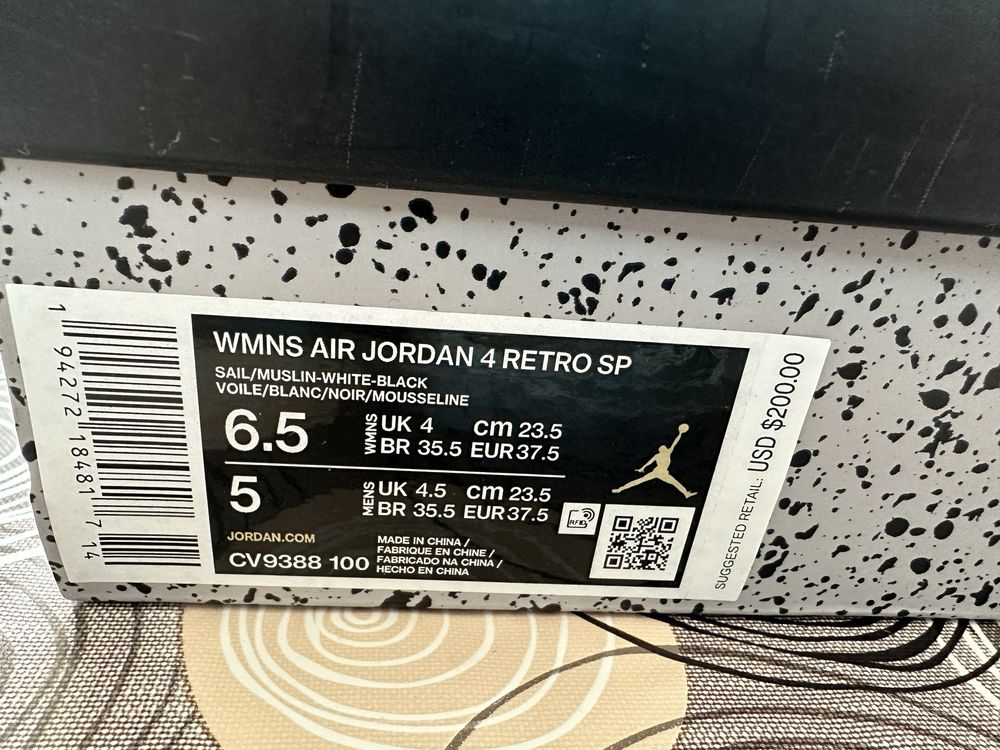 WMNS AIR JORDAN 4 RETRO SP
SAIL/MUSLIN-WHITE-BLACK
VOILE/BLANC/NOIR/MOUSSELINE
6.5 WMNS UK 4 cm 23.5
BR 35.5 EUR 37.5
5 MENS UK 4.5 cm 23.5
BR 35.5 EUR 37.5
RFID
JORDAN.COM
CV9388 100
MADE IN CHINA /
FABRIQUE EN CHINE /
FABRICADO NA CHINA /
HECHO EN CHINA
1 94272 18481 7 14
SUGGESTED RETAIL: USD $200.00